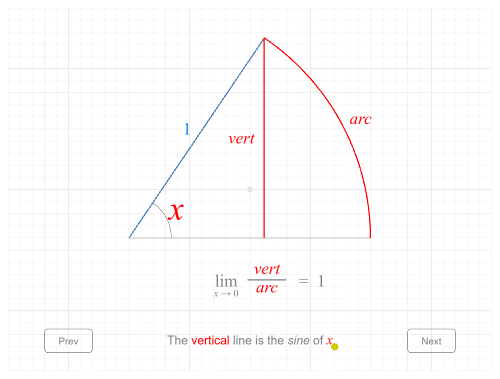 1
vert
arc
x
lim x → 0 vert / arc = 1
Prev
The vertical line is the sine of x
Next